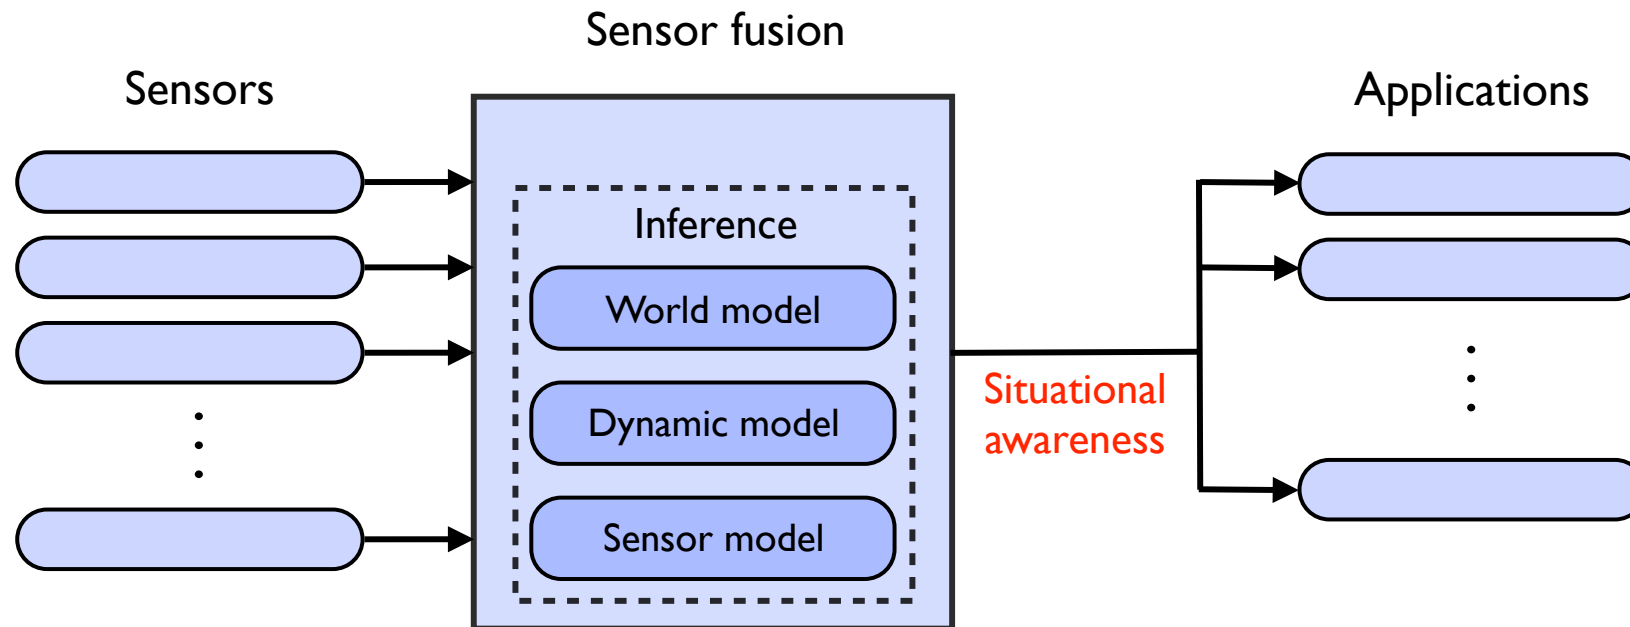 Sensor fusion
Sensors
Applications
Inference
World model
Dynamic model
Sensor model
Situational
awareness